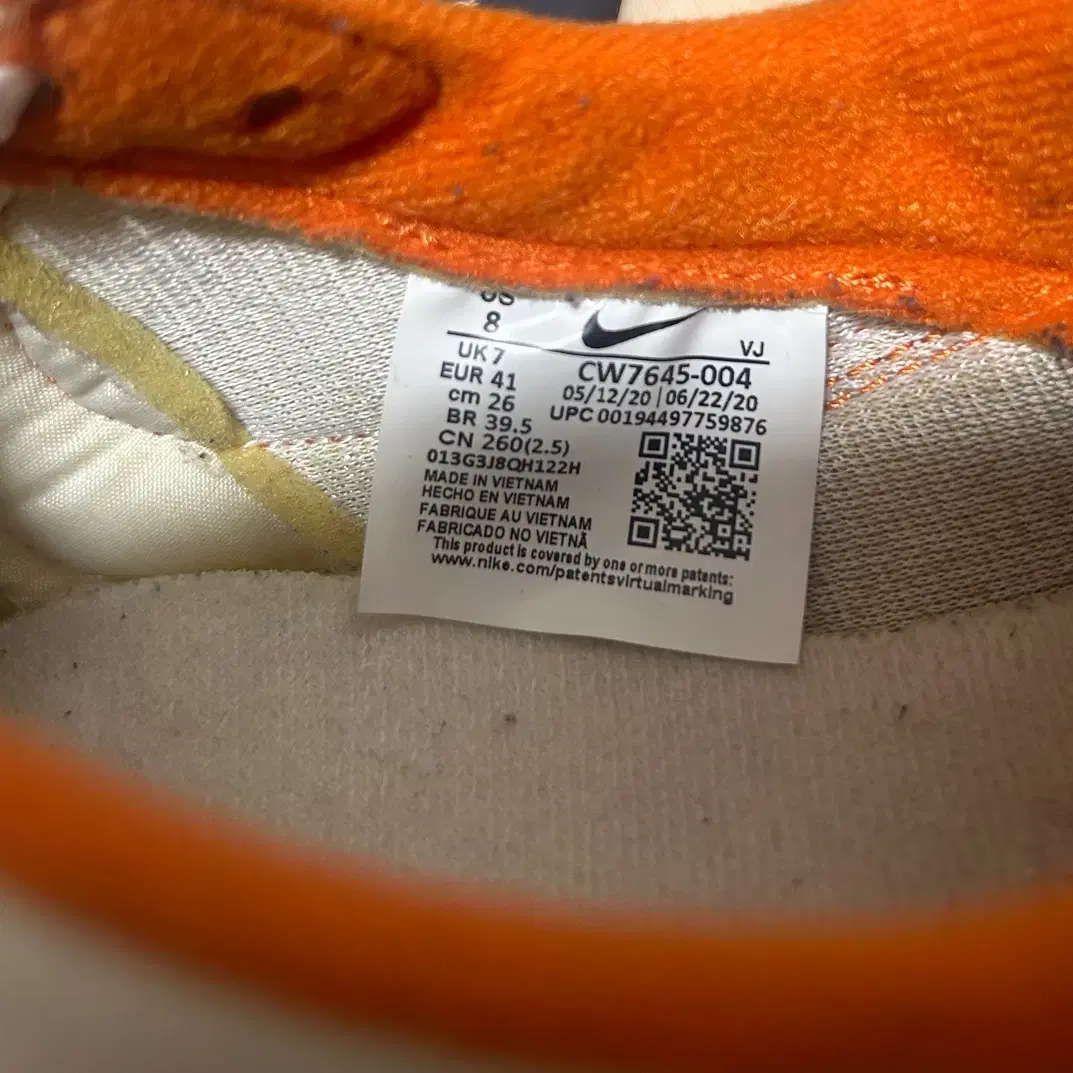 8
VJ
UK 7
EUR 41
cm 26
BR 39.5
CN 260(2.5)
CW7645-004
05/12/20 | 06/22/20
UPC 00194497759876
013G3J8QH122H
MADE IN VIETNAM
HECHO EN VIETNAM
FABRIQUE AU VIETNAM
FABRICADO NO VIETNÃ
This product is covered by one or more patents:
www.nike.com/patentsvirtualmarking